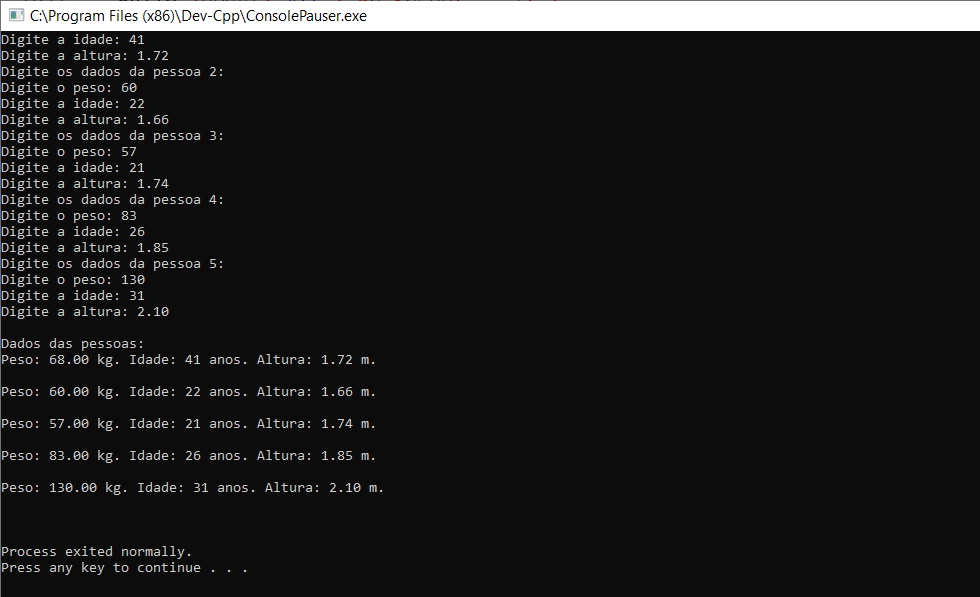 C:\Program Files (x86)\Dev-Cpp\ConsolePauser.exe
Digite a idade: 41
Digite a altura: 1.72
Digite os dados da pessoa 2:
Digite o peso: 60
Digite a idade: 22
Digite a altura: 1.66
Digite os dados da pessoa 3:
Digite o peso: 57
Digite a idade: 21
Digite a altura: 1.74
Digite os dados da pessoa 4:
Digite o peso: 83
Digite a idade: 26
Digite a altura: 1.85
Digite os dados da pessoa 5:
Digite o peso: 130
Digite a idade: 31
Digite a altura: 2.10
Dados das pessoas:
Peso: 68.00 kg. Idade: 41 anos. Altura: 1.72 m.
Peso: 60.00 kg. Idade: 22 anos. Altura: 1.66 m.
Peso: 57.00 kg. Idade: 21 anos. Altura: 1.74 m.
Peso: 83.00 kg. Idade: 26 anos. Altura: 1.85 m.
Peso: 130.00 kg. Idade: 31 anos. Altura: 2.10 m.
Process exited normally.
Press any key to continue . . .